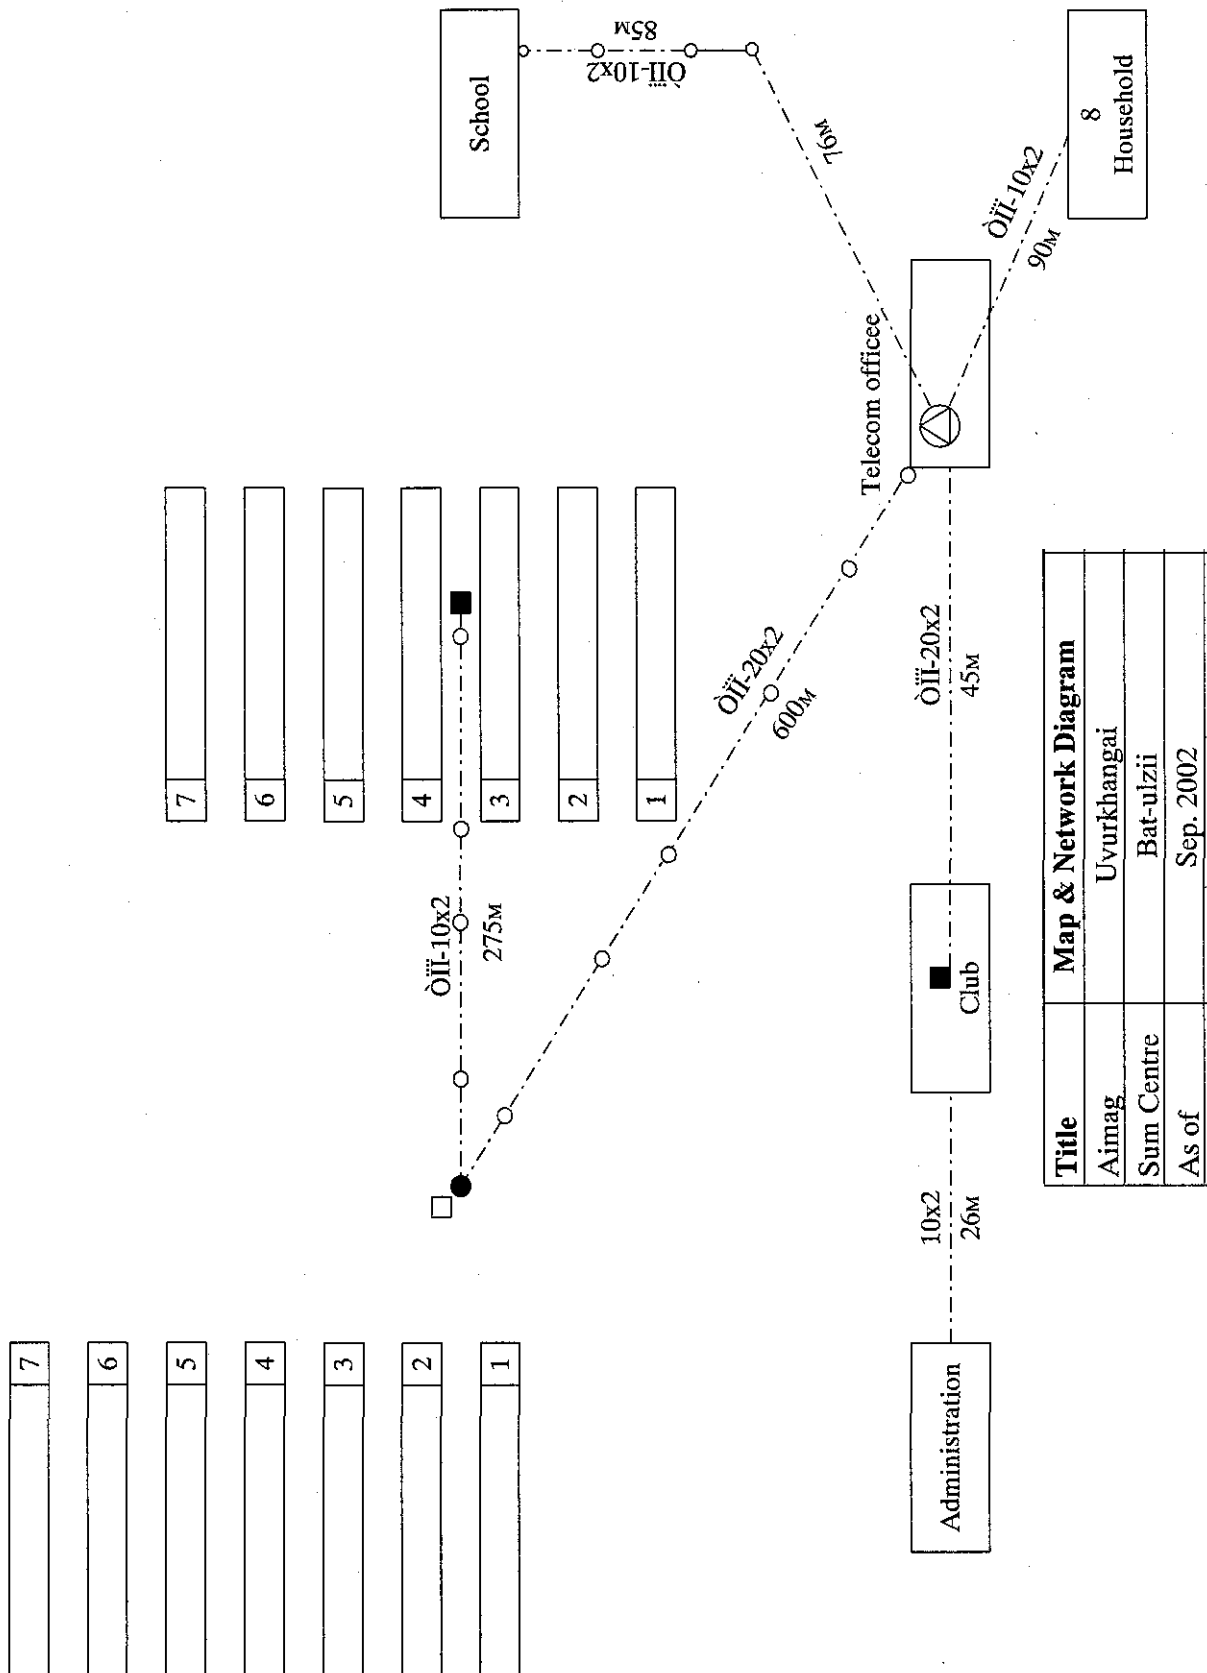 School
85м
ÒÏÏ-10x2
76м
8
Household
ÒÏÏ-10x2
90м
Telecom officee
7
6
5
4
3
2
1
ÒÏÏ-10x2
275м
ÒÏÏ-20x2
600м
ÒÏÏ-20x2
45м
Club
10x2
26м
Administration
7
6
5
4
3
2
1
Title Map & Network Diagram
Aimag Uvurkhangai
Sum Centre Bat-ulzii
As of Sep. 2002